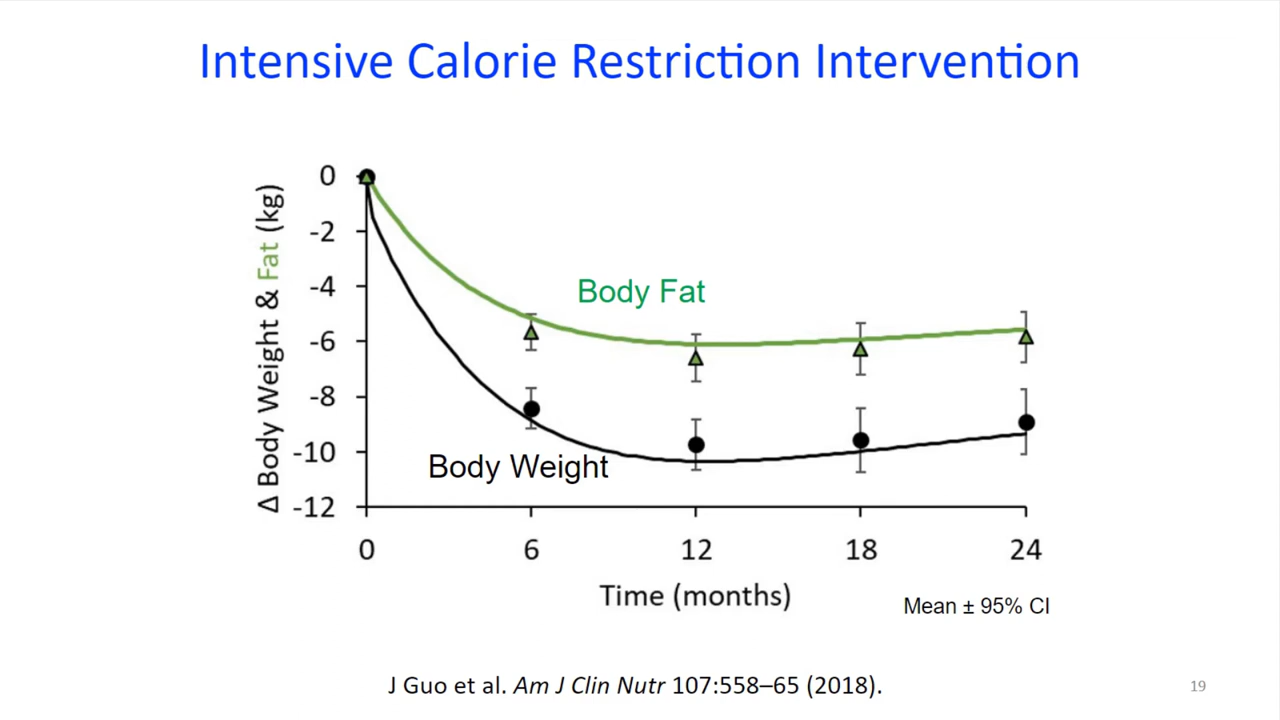 Intensive Calorie Restriction Intervention
Δ Body Weight & Fat (kg)
0
-2
-4
-6
-8
-10
-12
Body Fat
Body Weight
0 6 12 18 24
Time (months)
Mean ± 95% CI
J Guo et al. Am J Clin Nutr 107:558–65 (2018).
19